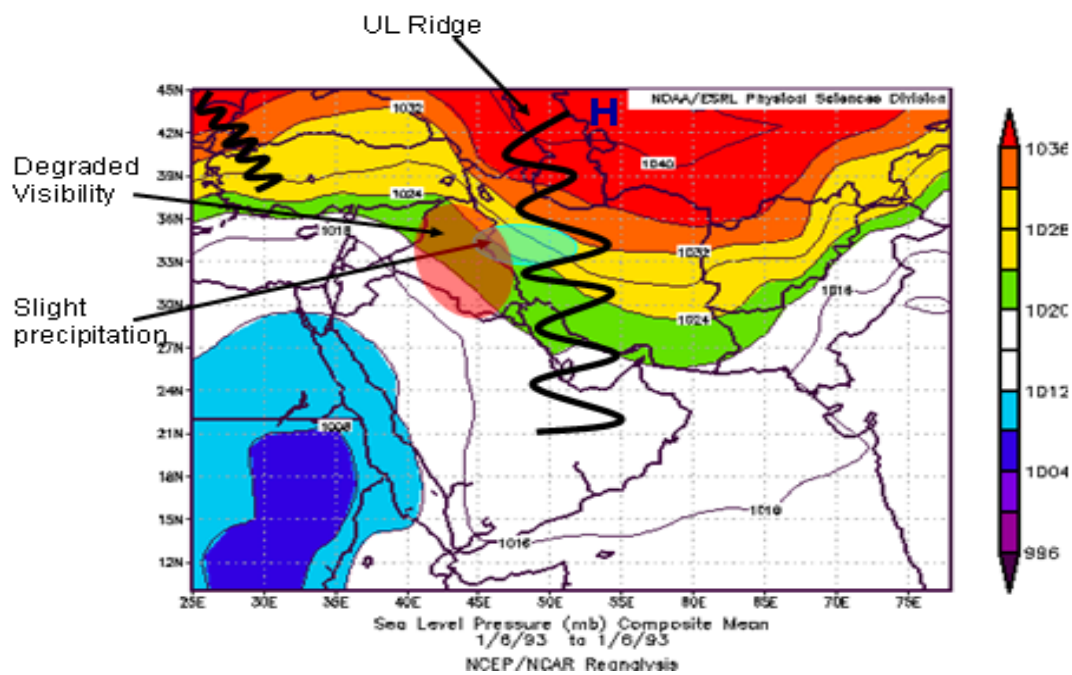 UL Ridge
NOAA/ESRL Physical Sciences Division
H
Degraded
Visibility
Slight
precipitation
45N
42N
39N
36N
33N
30N
27N
24N
21N
18N
15N
12N
1032
1040
1024
1018
1032
1016
1024
1008
1016
1010
25E 30E 35E 40E 45E 50E 55E 60E 65E 70E 75E
1036
1028
1020
1012
1004
996
Sea Level Pressure (mb) Composite Mean
1/6/93 to 1/6/93
NCEP/NCAR Reanalysis